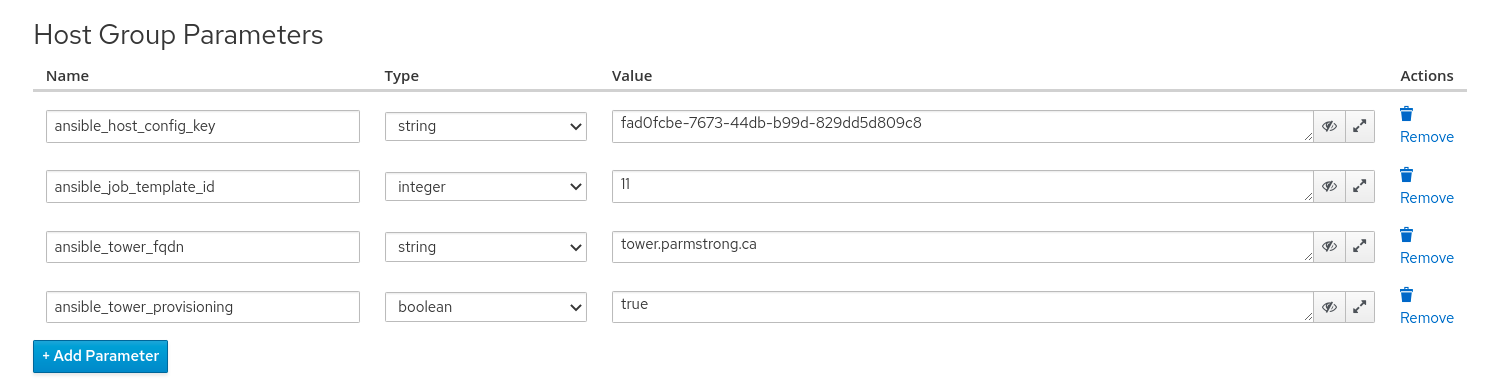 Host Group Parameters
Name Type Value Actions
ansible_host_config_key string fad0fcbe-7673-44db-b99d-829dd5d809c8 Remove
ansible_job_template_id integer 11 Remove
ansible_tower_fqdn string tower.parmstrong.ca Remove
ansible_tower_provisioning boolean true Remove
+ Add Parameter